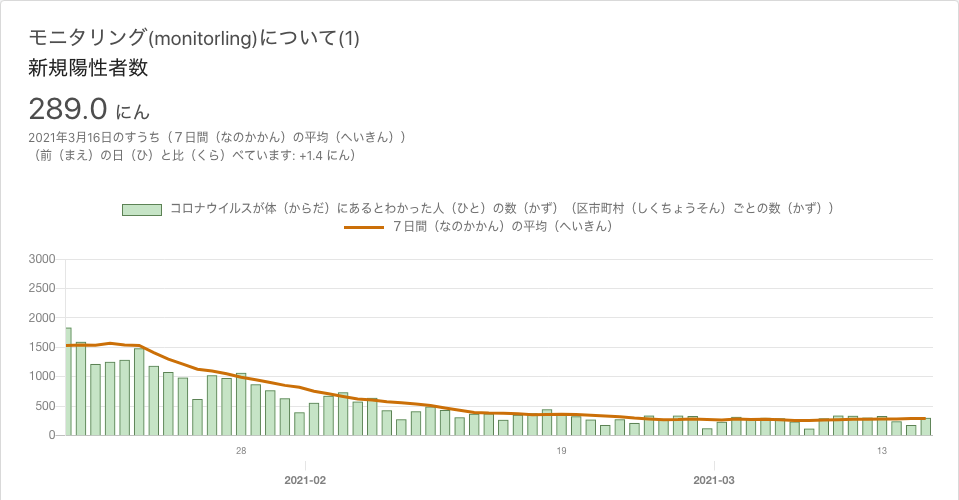 モニタリング(monitorling)について(1)
新規陽性者数
289.0 にん
2021年3月16日のすうち（７日間（なのかかん）の平均（へいきん））
（前（まえ）の日（ひ）と比（くら）べています: +1.4 にん）
コロナウイルスが体（からだ）にあるとわかった人（ひと）の数（かず）（区市町村（しくちょうそん）ごとの数（かず））
７日間（なのかかん）の平均（へいきん）
3000
2500
2000
1500
1000
500
0
28 19 13
2021-02 2021-03